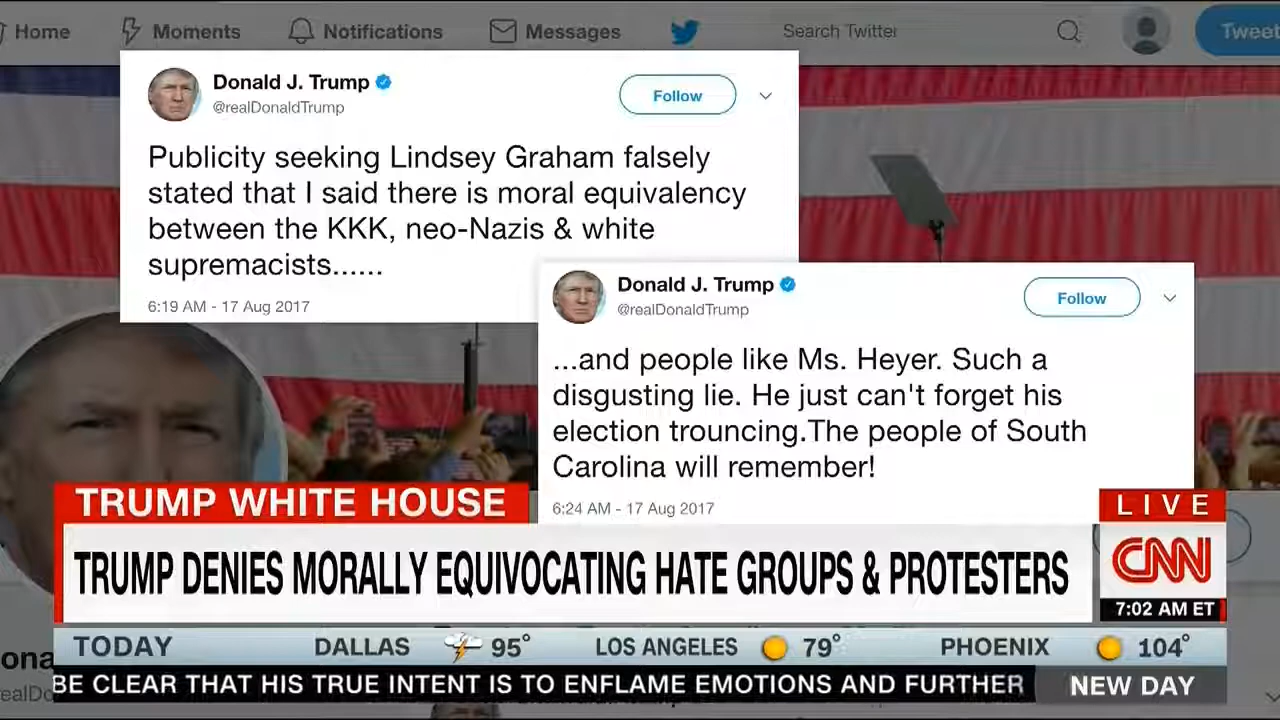 Home Moments Notifications Messages Search Twitter Tweet
Donald J. Trump
@realDonaldTrump
Follow
Publicity seeking Lindsey Graham falsely
stated that I said there is moral equivalency
between the KKK, neo-Nazis & white
supremacists......
6:19 AM - 17 Aug 2017
Donald J. Trump
@realDonaldTrump
Follow
...and people like Ms. Heyer. Such a
disgusting lie. He just can't forget his
election trouncing.The people of South
Carolina will remember!
6:24 AM - 17 Aug 2017
TRUMP WHITE HOUSE
TRUMP DENIES MORALLY EQUIVOCATING HATE GROUPS & PROTESTERS
LIVE
CNN
7:02 AM ET
TODAY DALLAS 95° LOS ANGELES 79° PHOENIX 104°
BE CLEAR THAT HIS TRUE INTENT IS TO ENFLAME EMOTIONS AND FURTHER
NEW DAY